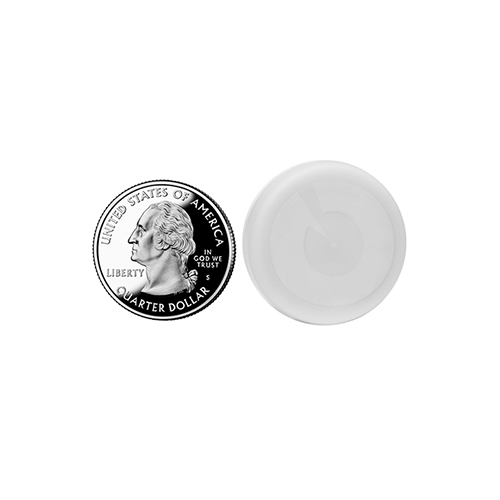 UNITED STATES OF AMERICA
LIBERTY
IN
GOD WE
TRUST
S
QUARTER DOLLAR